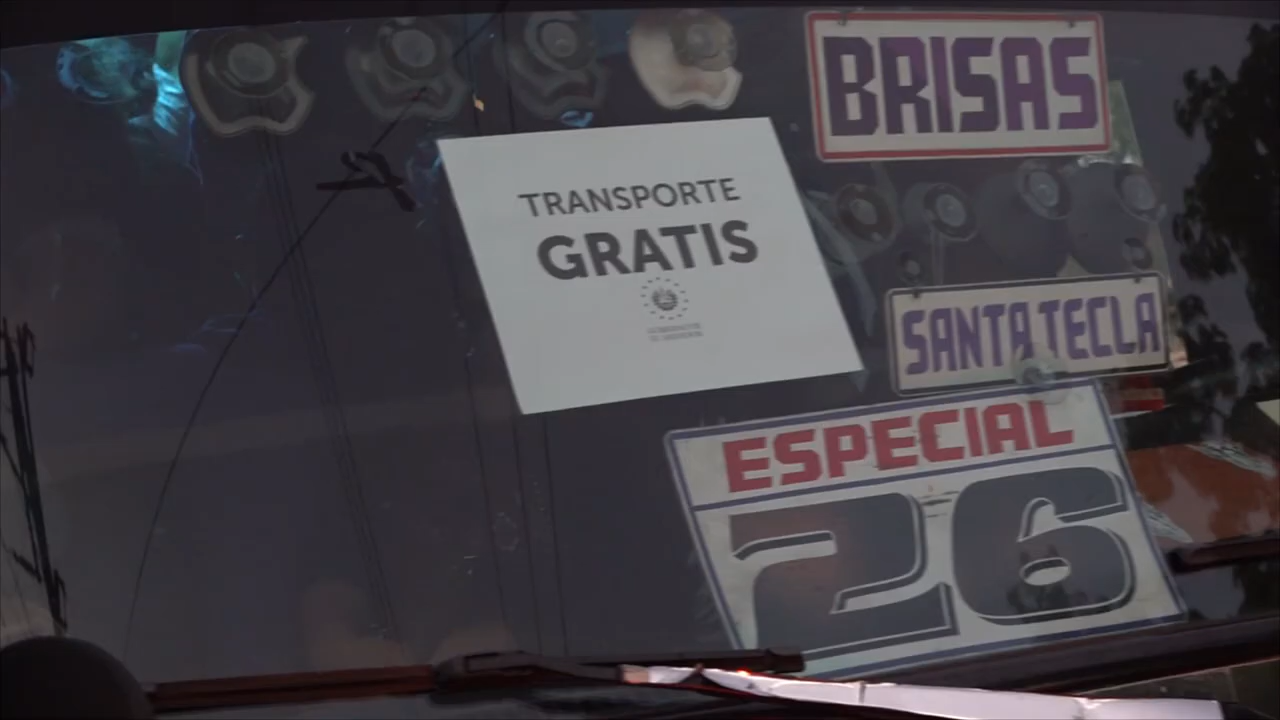 BRISAS
TRANSPORTE
GRATIS
SANTA TECLA
ESPECIAL
26